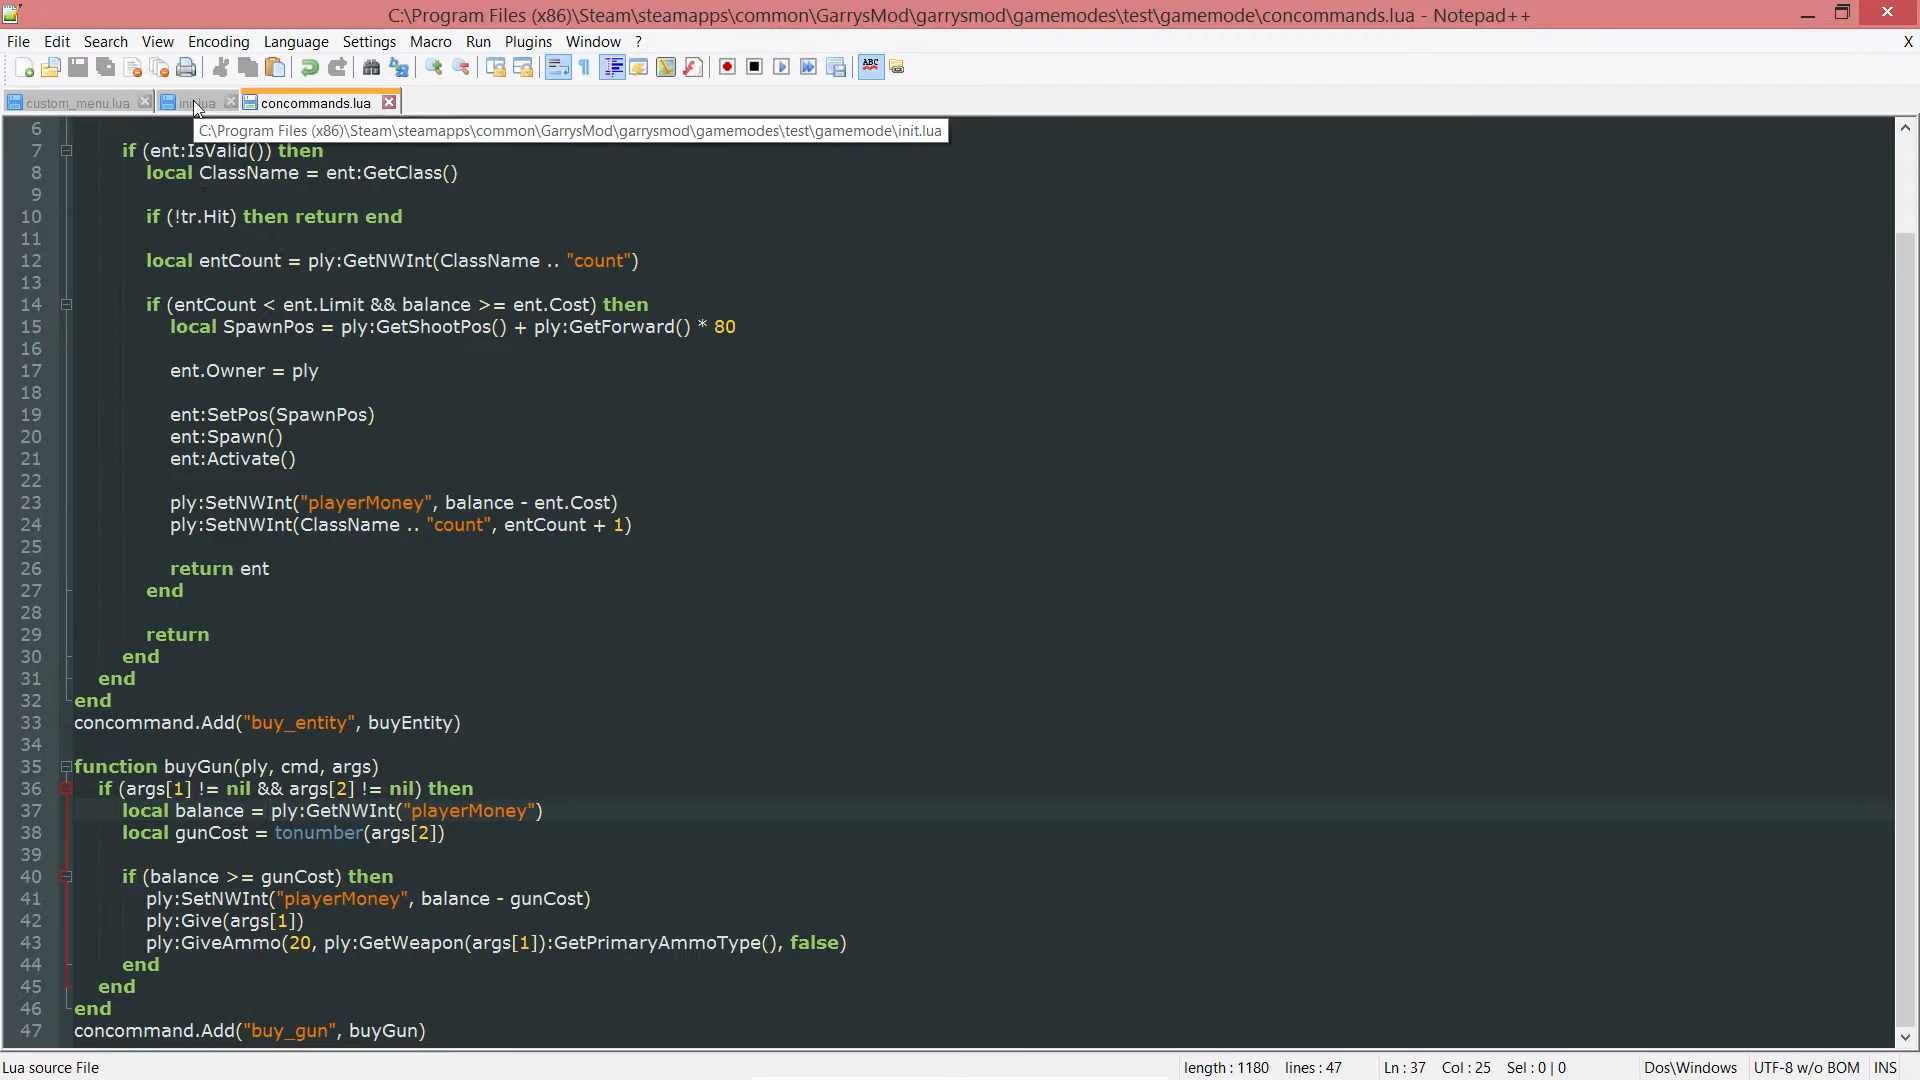 C:\Program Files (x86)\Steam\steamapps\common\GarrysMod\garrysmod\gamemodes\test\gamemode\concommands.lua - Notepad++
File Edit Search View Encoding Language Settings Macro Run Plugins Window ? X
ABC
custom_menu.lua init.lua concommands.lua
C:\Program Files (x86)\Steam\steamapps\common\GarrysMod\garrysmod\gamemodes\test\gamemode\init.lua
6
7 if (ent:IsValid()) then
8 local ClassName = ent:GetClass()
9
10 if (!tr.Hit) then return end
11
12 local entCount = ply:GetNWInt(ClassName .. "count")
13
14 if (entCount < ent.Limit && balance >= ent.Cost) then
15 local SpawnPos = ply:GetShootPos() + ply:GetForward() * 80
16
17 ent.Owner = ply
18
19 ent:SetPos(SpawnPos)
20 ent:Spawn()
21 ent:Activate()
22
23 ply:SetNWInt("playerMoney", balance - ent.Cost)
24 ply:SetNWInt(ClassName .. "count", entCount + 1)
25
26 return ent
27 end
28
29 return
30 end
31 end
32 end
33 concommand.Add("buy_entity", buyEntity)
34
35 function buyGun(ply, cmd, args)
36 if (args[1] != nil && args[2] != nil) then
37 local balance = ply:GetNWInt("playerMoney")
38 local gunCost = tonumber(args[2])
39
40 if (balance >= gunCost) then
41 ply:SetNWInt("playerMoney", balance - gunCost)
42 ply:Give(args[1])
43 ply:GiveAmmo(20, ply:GetWeapon(args[1]):GetPrimaryAmmoType(), false)
44 end
45 end
46 end
47 concommand.Add("buy_gun", buyGun)
Lua source File length : 1180 lines : 47 Ln : 37 Col : 25 Sel : 0 | 0 Dos\Windows UTF-8 w/o BOM INS